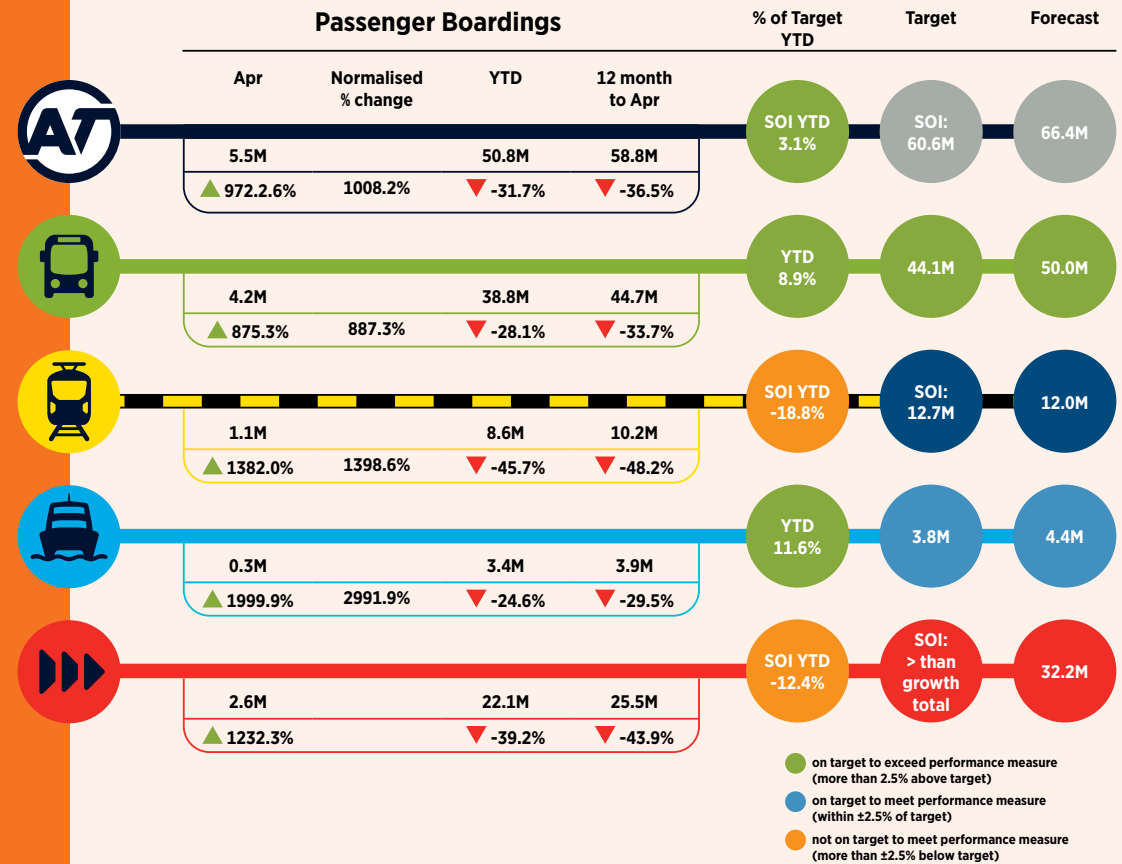 Passenger Boardings
% of Target
YTD
Target
Forecast
Apr
Normalised
% change
YTD
12 month
to Apr
AT
5.5M
50.8M
58.8M
972.2.6%
1008.2%
-31.7%
-36.5%
SOI YTD
3.1%
SOI:
60.6M
66.4M
4.2M
38.8M
44.7M
875.3%
887.3%
-28.1%
-33.7%
YTD
8.9%
44.1M
50.0M
1.1M
8.6M
10.2M
1382.0%
1398.6%
-45.7%
-48.2%
SOI YTD
-18.8%
SOI:
12.7M
12.0M
0.3M
3.4M
3.9M
1999.9%
2991.9%
-24.6%
-29.5%
YTD
11.6%
3.8M
4.4M
2.6M
22.1M
25.5M
1232.3%
-39.2%
-43.9%
SOI YTD
-12.4%
SOI:
> than
growth
total
32.2M
on target to exceed performance measure
(more than 2.5% above target)
on target to meet performance measure
(within ±2.5% of target)
not on target to meet performance measure
(more than ±2.5% below target)